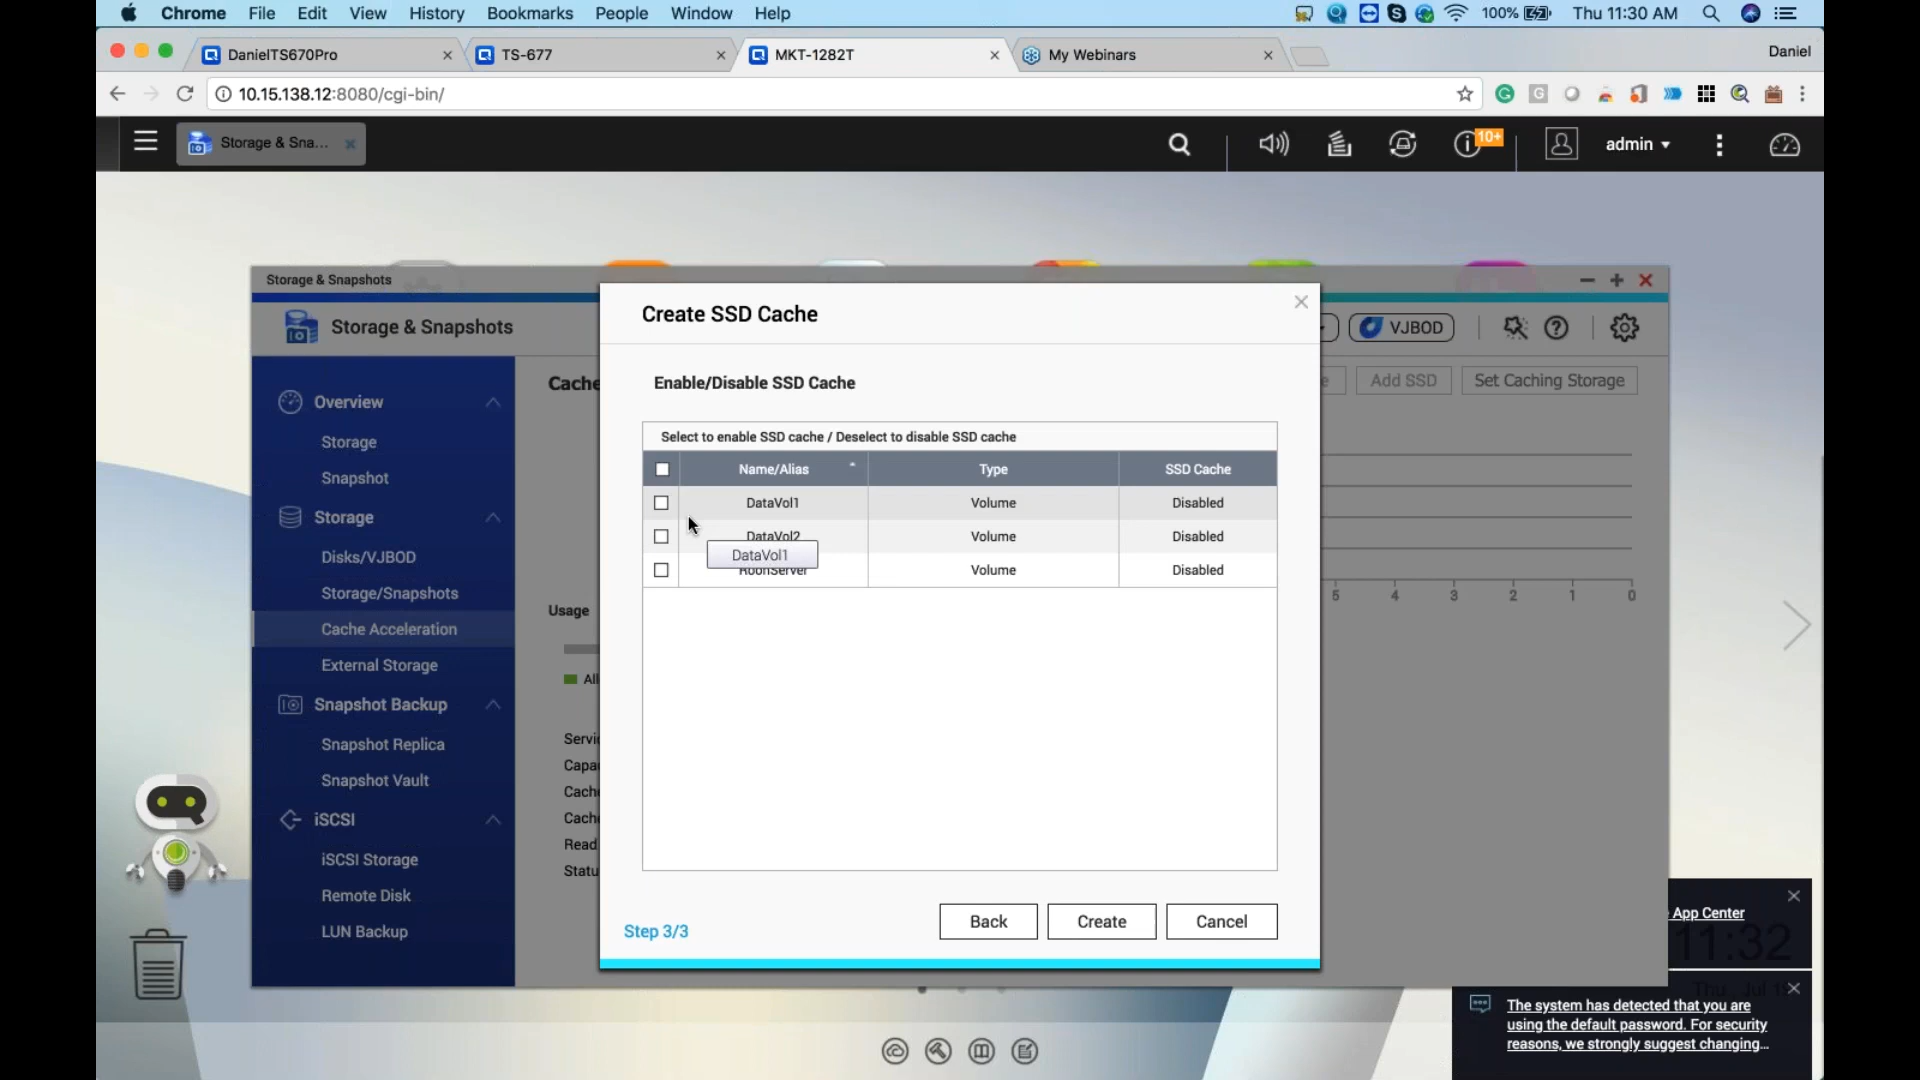 Chrome File Edit View History Bookmarks People Window Help 100% Thu 11:30 AM
DanielTS670Pro TS-677 MKT-1282T My Webinars Daniel
10.15.138.12:8080/cgi-bin/
Storage & Sna... 10+ admin
Storage & Snapshots
Storage & Snapshots
VJBOD
Create SSD Cache
Cache
Add SSD
Set Caching Storage
Overview
Storage
Snapshot
Storage
Disks/VJBOD
Storage/Snapshots
Cache Acceleration
External Storage
Snapshot Backup
Snapshot Replica
Snapshot Vault
iSCSI
iSCSI Storage
Remote Disk
LUN Backup
Usage
Enable/Disable SSD Cache
Select to enable SSD cache / Deselect to disable SSD cache
Name/Alias Type SSD Cache
DataVol1 Volume Disabled
DataVol2 Volume Disabled
DataVol1
RoonServer Volume Disabled
5 4 3 2 1 0
Read
Step 3/3
Back Create Cancel
App Center
11:32
The system has detected that you are
using the default password. For security
reasons, we strongly suggest changing...